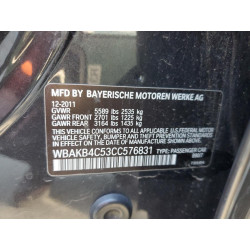 MFD BY BAYERISCHE MOTOREN WERKE AG
12-2011
GVWR 5589 lbs 2535 kg
GAWR FRONT 2701 lbs 1225 kg
GAWR REAR 3164 lbs 1435 kg
THIS VEHICLE CONFORMS TO ALL APPLICABLE
FEDERAL MOTOR VEHICLE SAFETY, BUMPER,
AND THEFT PREVENTION STANDARDS
IN EFFECT ON THE DATE OF
MANUFACTURE SHOWN ABOVE.
WBAKB4C53CC576831
TYPE: PASSENGER CAR